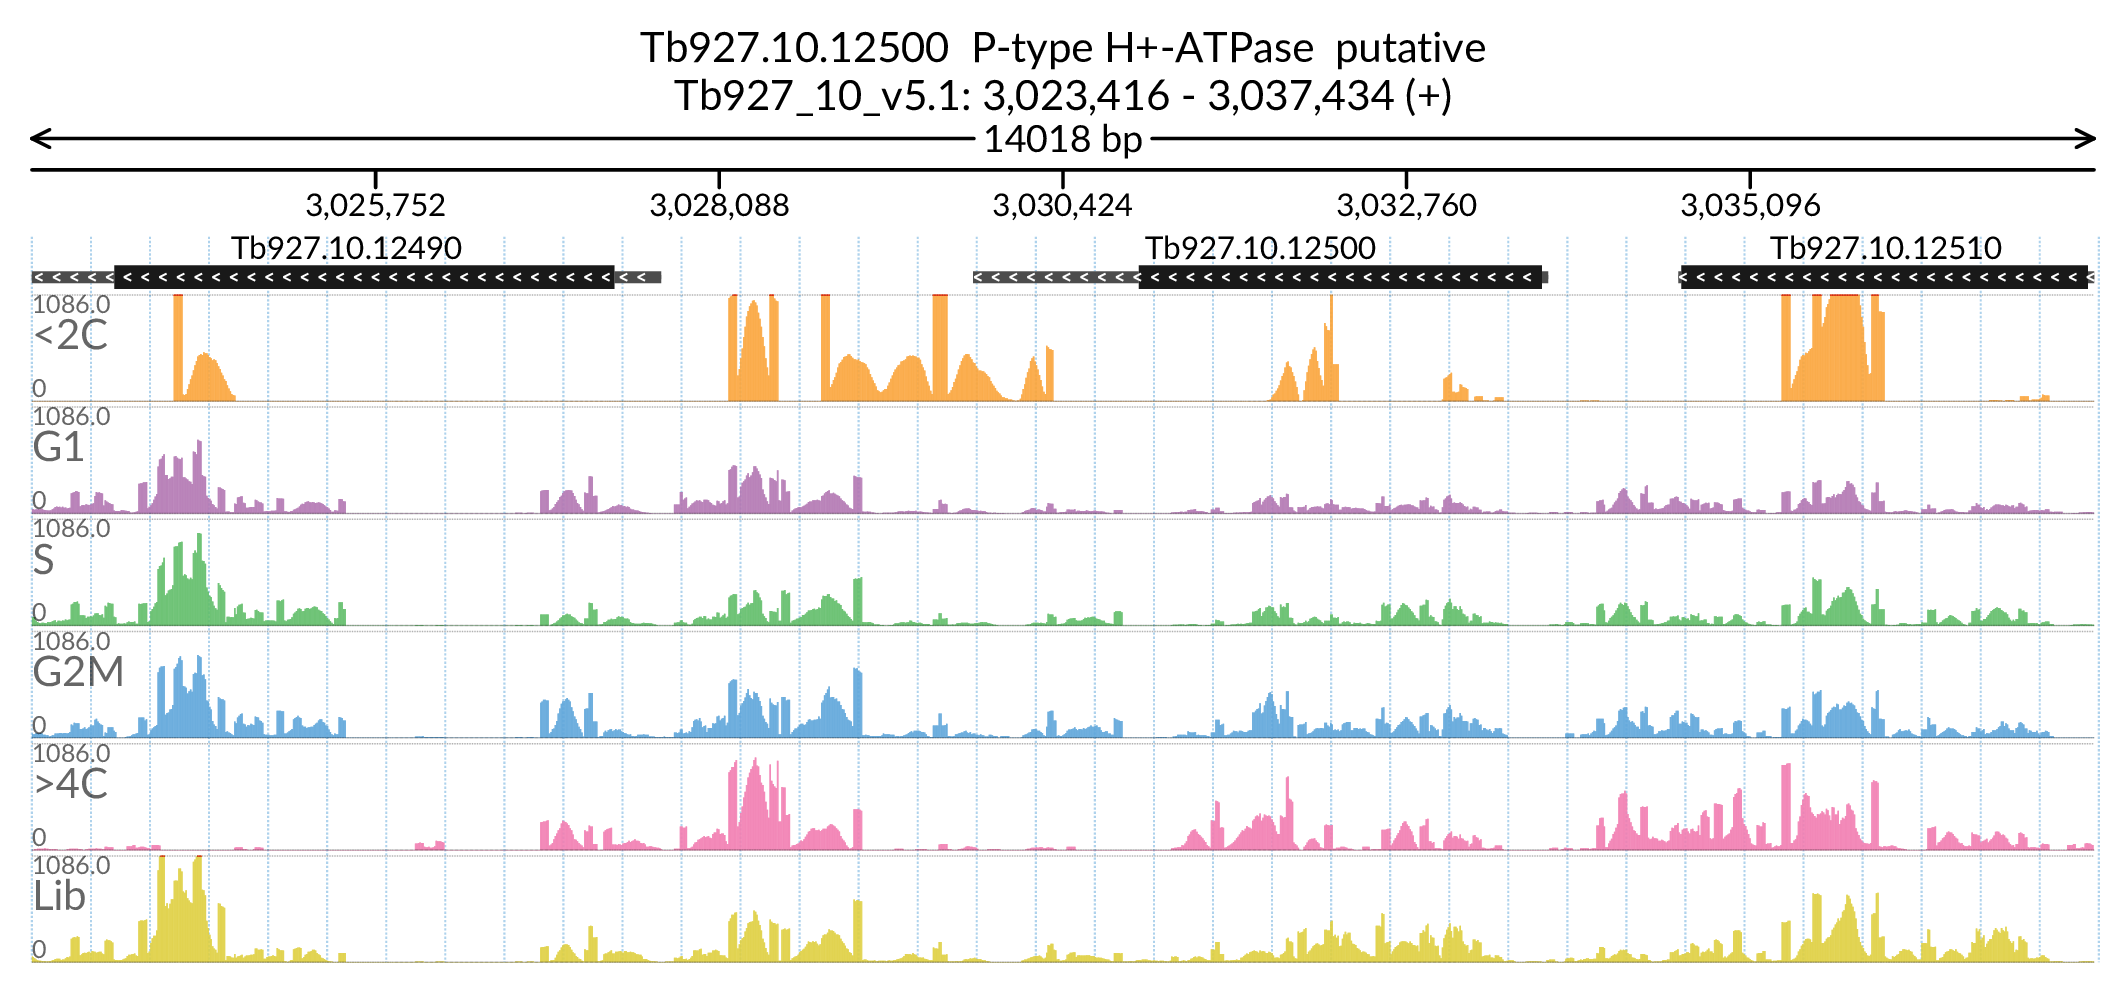 Tb927.10.12500  P-type H+-ATPase  putative
Tb927_10_v5.1: 3,023,416 - 3,037,434 (+)
14018 bp
3,025,752 3,028,088 3,030,424 3,032,760 3,035,096
Tb927.10.12490 Tb927.10.12500 Tb927.10.12510
1086.0
<2C
0
1086.0
G1
0
1086.0
S
0
1086.0
G2M
0
1086.0
>4C
0
1086.0
Lib
0